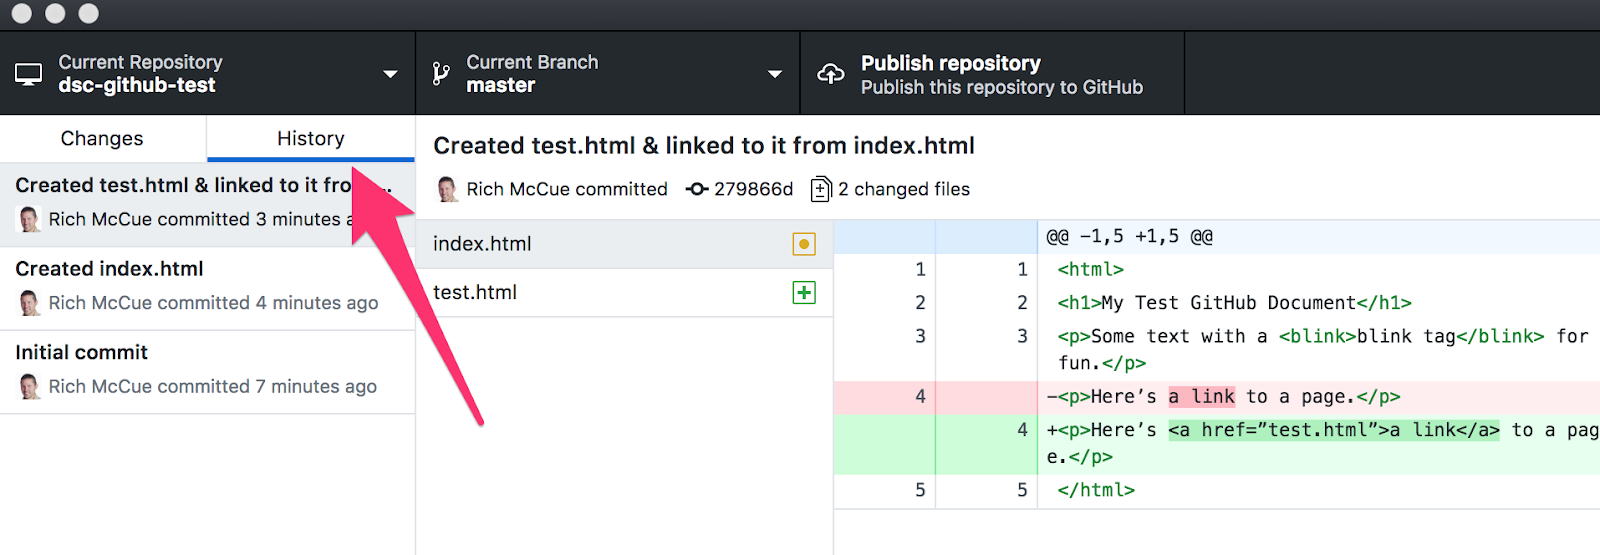 Current Repository
dsc-github-test
Current Branch
master
Publish repository
Publish this repository to GitHub
Changes
History
Created test.html & linked to it fro...
Rich McCue committed 3 minutes a
Created index.html
Rich McCue committed 4 minutes ago
Initial commit
Rich McCue committed 7 minutes ago
Created test.html & linked to it from index.html
Rich McCue committed 279866d 2 changed files
index.html
test.html
@@ -1,5 +1,5 @@
1 1 <html>
2 2 <h1>My Test GitHub Document</h1>
3 3 <p>Some text with a <blink>blink tag</blink> for
fun.</p>
4 -<p>Here’s a link to a page.</p>
4 +<p>Here’s <a href=”test.html”>a link</a> to a pag
e.</p>
5 5 </html>